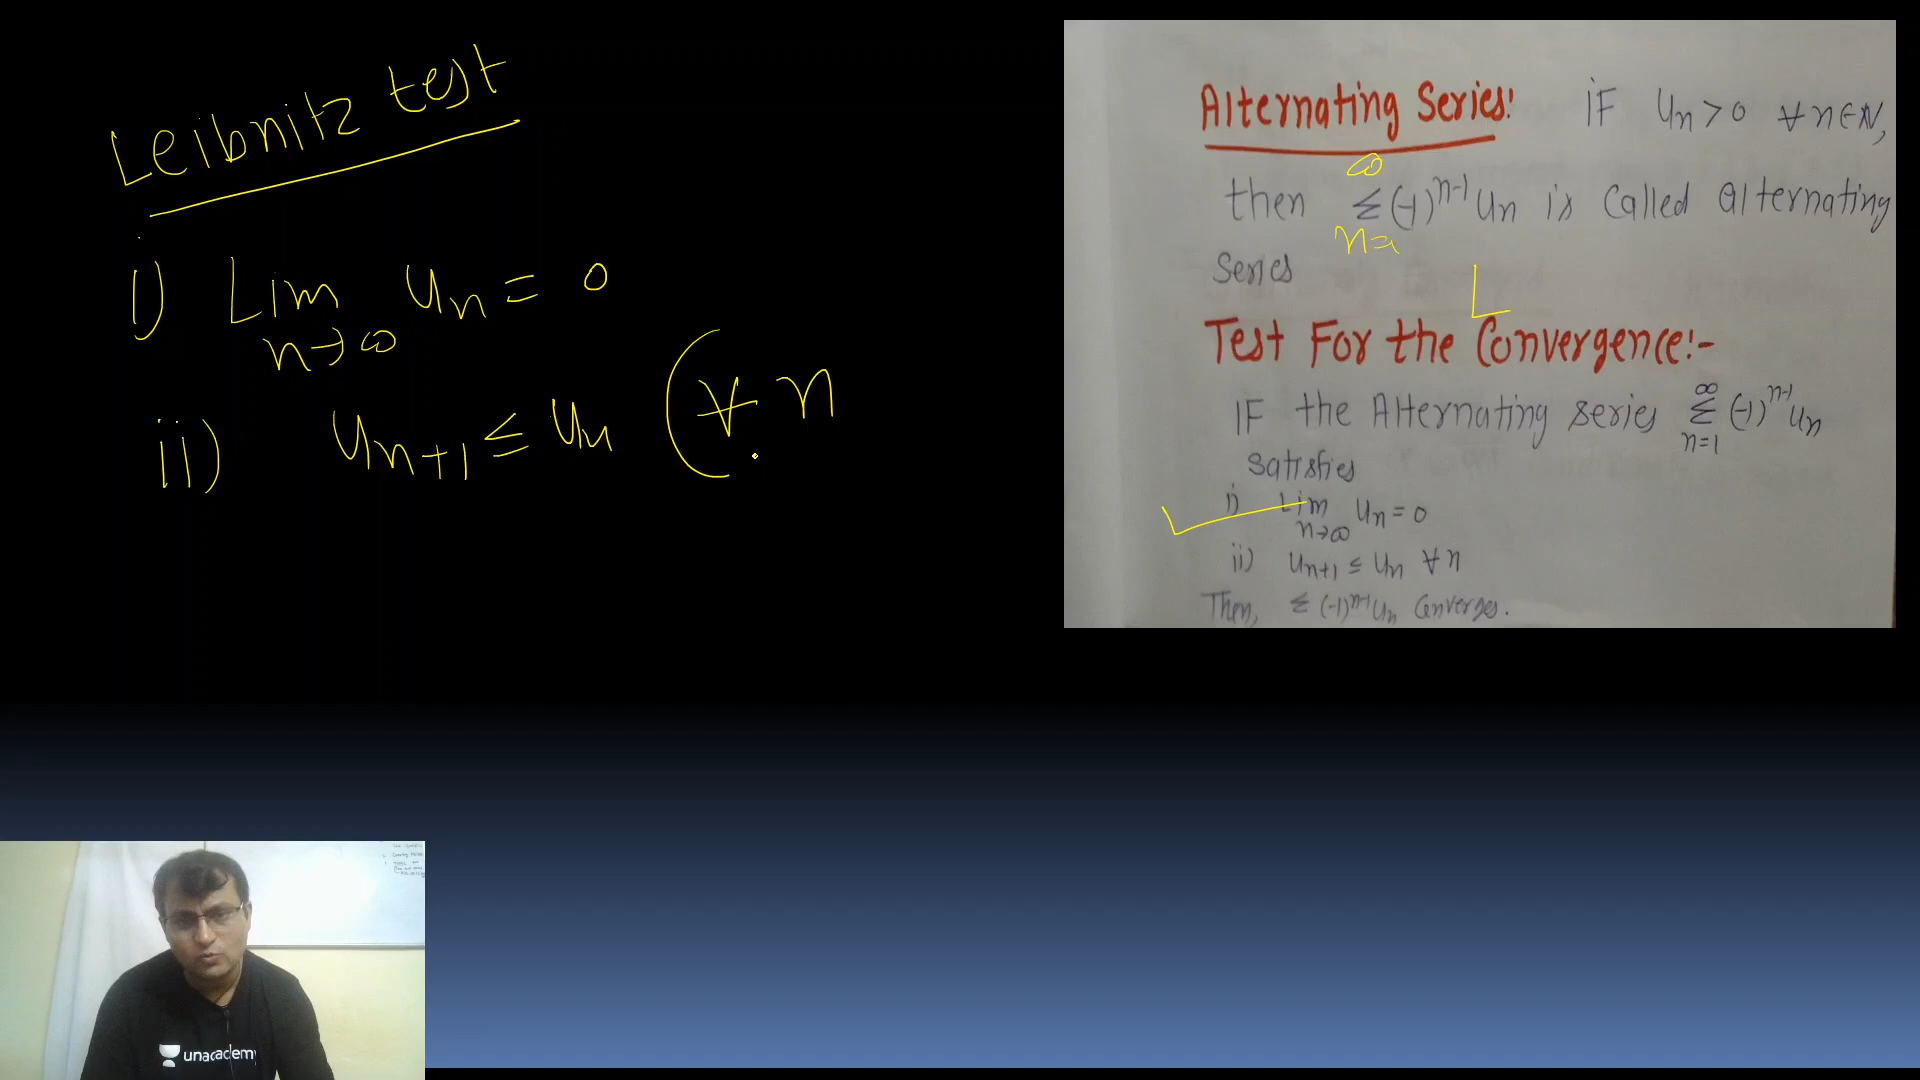 Leibnitz test
i) Lim un = 0
n→∞
ii) un+1 ≤ un (∀ n
Alternating Series: IF un > 0 ∀ n∈N,
∞
then Σ(-1)^n-1 un is called alternating
n=1
Series
L
Test For the Convergence:-
IF the Alternating series ∞Σn=1 (-1)^n-1 un
Satisfies
i) Lim un = 0
n→∞
ii) un+1 ≤ un ∀ n
Then, Σ (-1)^n-1 un Converges.
unacademy